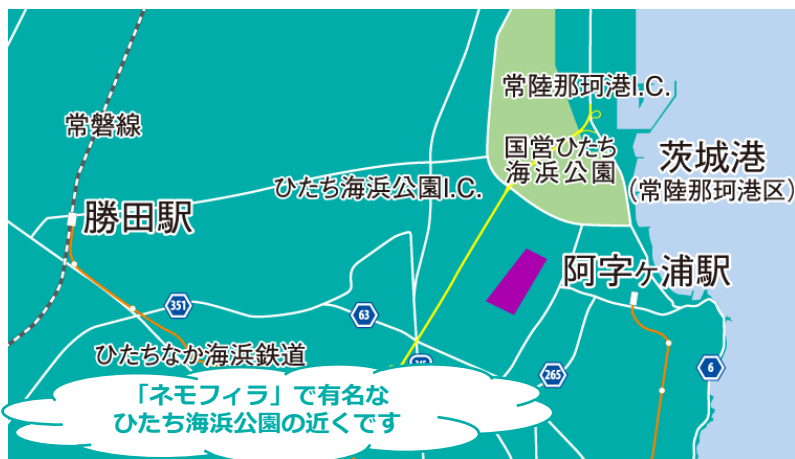 常陸那珂港I.C.
常磐線
国営ひたち
海浜公園
茨城港
(常陸那珂港区)
ひたち海浜公園I.C.
勝田駅
阿字ヶ浦駅
351
63
ひたちなか海浜鉄道
265
6
「ネモフィラ」で有名な
ひたち海浜公園の近くです